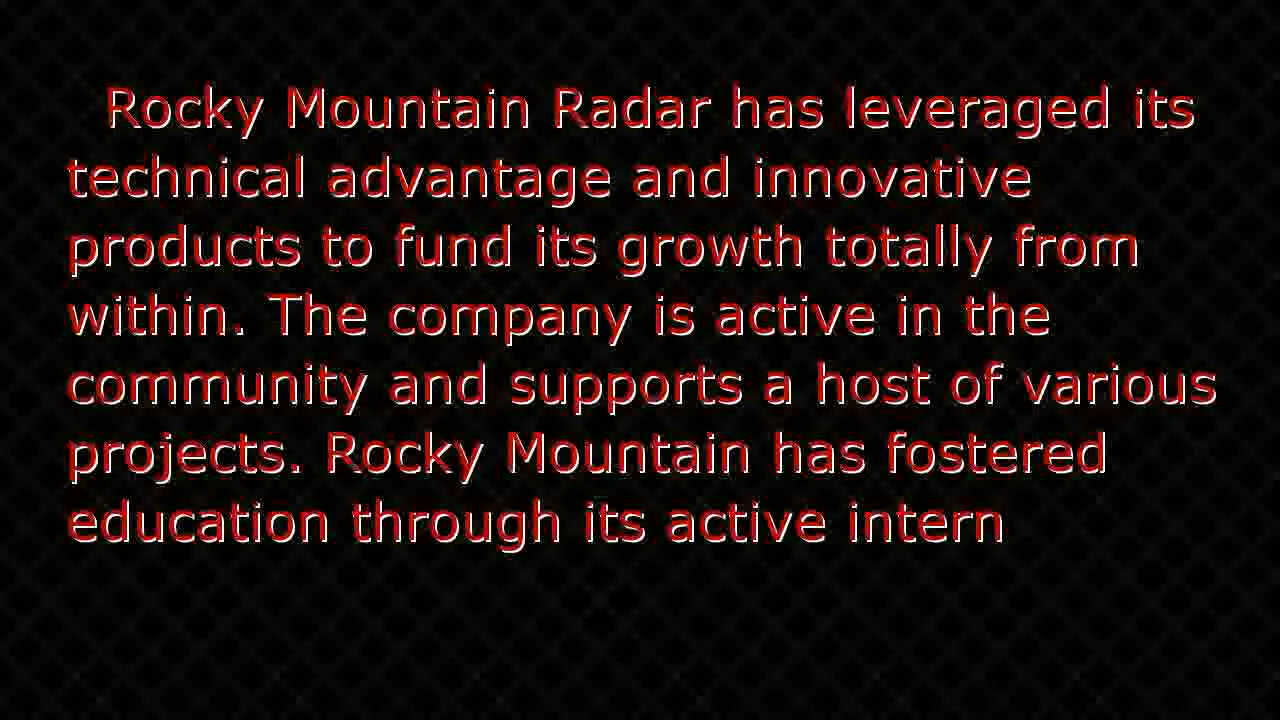 Rocky Mountain Radar has leveraged its
technical advantage and innovative
products to fund its growth totally from
within. The company is active in the
community and supports a host of various
projects. Rocky Mountain has fostered
education through its active intern